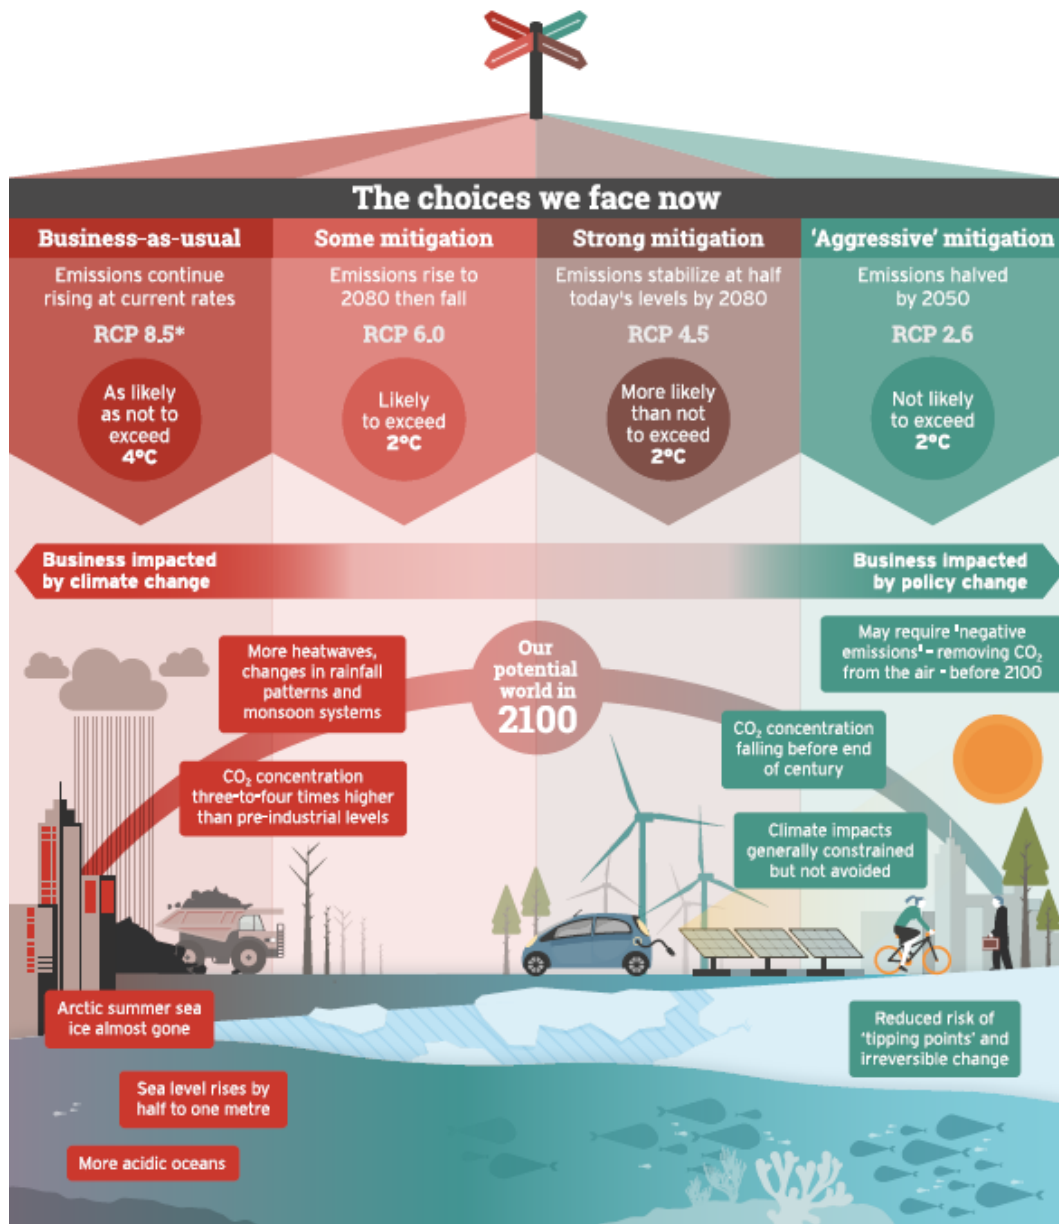 The choices we face now
Business-as-usual
Emissions continue
rising at current rates
RCP 8.5*
As likely
as not to
exceed
4°C
Some mitigation
Emissions rise to
2080 then fall
RCP 6.0
Likely
to exceed
2°C
Strong mitigation
Emissions stabilize at half
today's levels by 2080
RCP 4.5
More likely
than not
to exceed
2°C
'Aggressive' mitigation
Emissions halved
by 2050
RCP 2.6
Not likely
to exceed
2°C
Business impacted
by climate change
Business impacted
by policy change
Our
potential
world in
2100
More heatwaves,
changes in rainfall
patterns and
monsoon systems
CO₂ concentration
three-to-four times higher
than pre-industrial levels
May require 'negative
emissions' - removing CO₂
from the air - before 2100
CO₂ concentration
falling before end
of century
Climate impacts
generally constrained
but not avoided
Arctic summer sea
ice almost gone
Sea level rises by
half to one metre
More acidic oceans
Reduced risk of
'tipping points' and
irreversible change